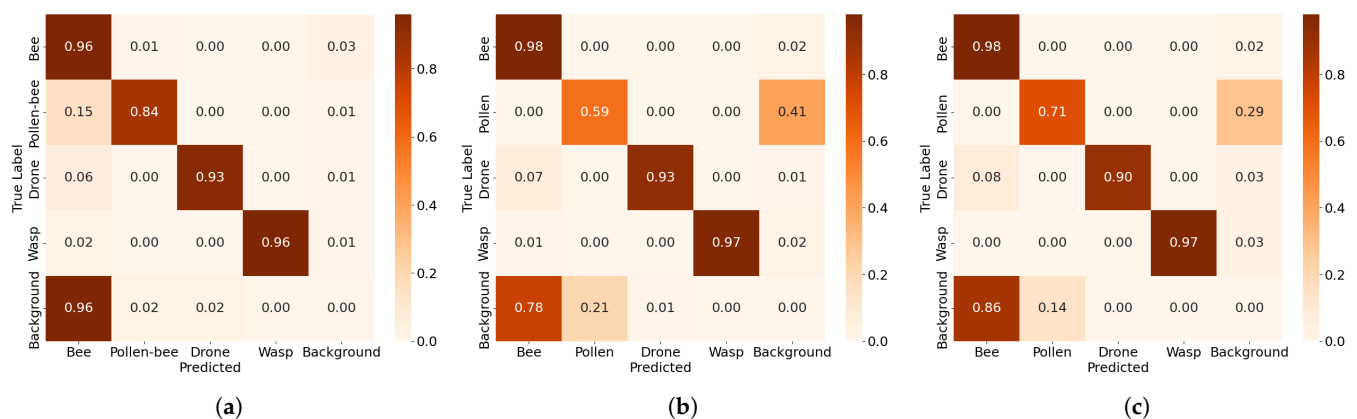 True Label
Bee 0.96 0.01 0.00 0.00 0.03
Pollen-bee 0.15 0.84 0.00 0.00 0.01
Drone 0.06 0.00 0.93 0.00 0.01
Wasp 0.02 0.00 0.00 0.96 0.01
Background 0.96 0.02 0.02 0.00 0.00
Bee Pollen-bee Drone Wasp Background
Predicted
0.8
0.6
0.4
0.2
0.0
(a)
True Label
Bee 0.98 0.00 0.00 0.00 0.02
Pollen 0.00 0.59 0.00 0.00 0.41
Drone 0.07 0.00 0.93 0.00 0.01
Wasp 0.01 0.00 0.00 0.97 0.02
Background 0.78 0.21 0.01 0.00 0.00
Bee Pollen Drone Wasp Background
Predicted
0.8
0.6
0.4
0.2
0.0
(b)
True Label
Bee 0.98 0.00 0.00 0.00 0.02
Pollen 0.00 0.71 0.00 0.00 0.29
Drone 0.08 0.00 0.90 0.00 0.03
Wasp 0.00 0.00 0.00 0.97 0.03
Background 0.86 0.14 0.00 0.00 0.00
Bee Pollen Drone Wasp Background
Predicted
0.8
0.6
0.4
0.2
0.0
(c)